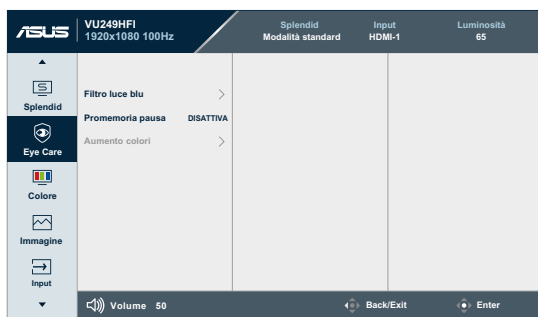 ASUS
VU249HFI
1920x1080 100Hz
Splendid
Modalità standard
Input
HDMI-1
Luminosità
65
Splendid
Eye Care
Colore
Immagine
Input
Filtro luce blu
Promemoria pausa DISATTIVA
Aumento colori
Volume 50
Back/Exit
Enter